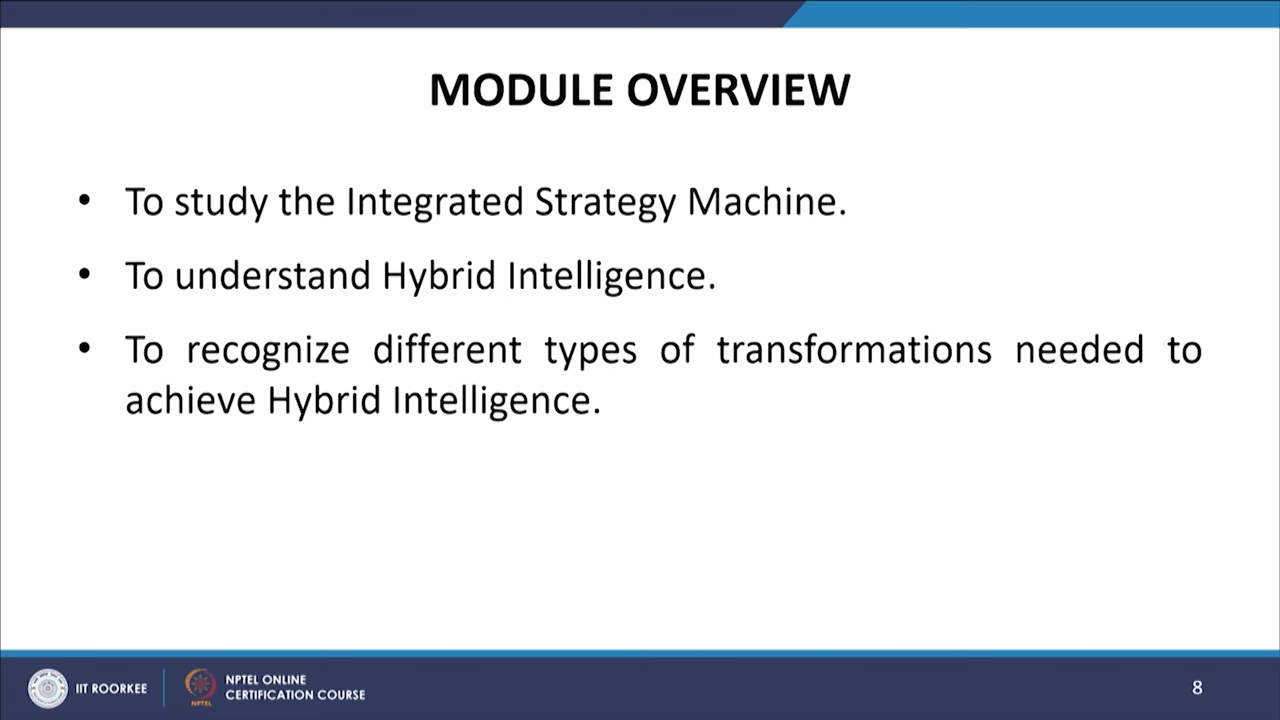 MODULE OVERVIEW
• To study the Integrated Strategy Machine.
• To understand Hybrid Intelligence.
• To recognize different types of transformations needed to
achieve Hybrid Intelligence.
IIT ROORKEE
NPTEL
NPTEL ONLINE
CERTIFICATION COURSE
8